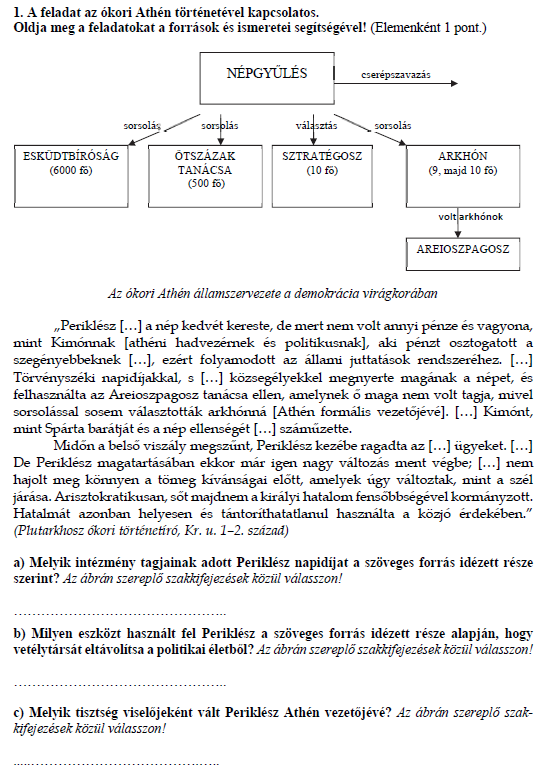 1. A feladat az ókori Athén történetével kapcsolatos.
Oldja meg a feladatokat a források és ismeretei segítségével! (Elemenként 1 pont.)
NÉPGYŰLÉS
cserépszavazás
sorsolás
sorsolás
választás
sorsolás
ESKÜDTBÍRÓSÁG
(6000 fő)
ÖTSZÁZAK
TANÁCSA
(500 fő)
SZTRATÉGOSZ
(10 fő)
ARKHÓN
(9, majd 10 fő)
volt arkhónok
AREIOSZPAGOSZ
Az ókori Athén államszervezete a demokrácia virágkorában
„Periklész […] a nép kedvét kereste, de mert nem volt annyi pénze és vagyona,
mint Kimónnak [athéni hadvezérnek és politikusnak], aki pénzt osztogatott a
szegényebbeknek […], ezért folyamodott az állami juttatások rendszeréhez. […]
Törvényszéki napidíjakkal, s […] községélyekkel megnyerte magának a népet, és
felhasználta az Areioszpagosz tanácsa ellen, amelynek ő maga nem volt tagja, mivel
sorsolással sosem választották arkhónná [Athén formális vezetőjévé]. […] Kimónt,
mint Spárta barátját és a nép ellenségét […] száműzette.
Midőn a belső viszály megszűnt, Periklész kezébe ragadta az […] ügyeket. […]
De Periklész magatartásában ekkor már igen nagy változás ment végbe; […] nem
hajolt meg könnyen a tömeg kívánságai előtt, amelyek úgy változtak, mint a szél
járása. Arisztokratikusan, sőt majdnem a királyi hatalom fensőbbségével kormányzott.
Hatalmát azonban helyesen és tántoríthatatlanul használta a közjó érdekében.”
(Plutarkhosz ókori történetíró, Kr. u. 1–2. század)
a) Melyik intézmény tagjainak adott Periklész napidíjat a szöveges forrás idézett része
szerint? Az ábrán szereplő szakkifejezések közül válasszon!
………………………………………..
b) Milyen eszközt használt fel Periklész a szöveges forrás idézett része alapján, hogy
vetélytársát eltávolítsa a politikai életből? Az ábrán szereplő szakkifejezések közül válasszon!
………………………………………..
c) Melyik tisztség viselőjeként vált Periklész Athén vezetőjévé? Az ábrán szereplő szak-
kifejezések közül válasszon!
………………………………………..